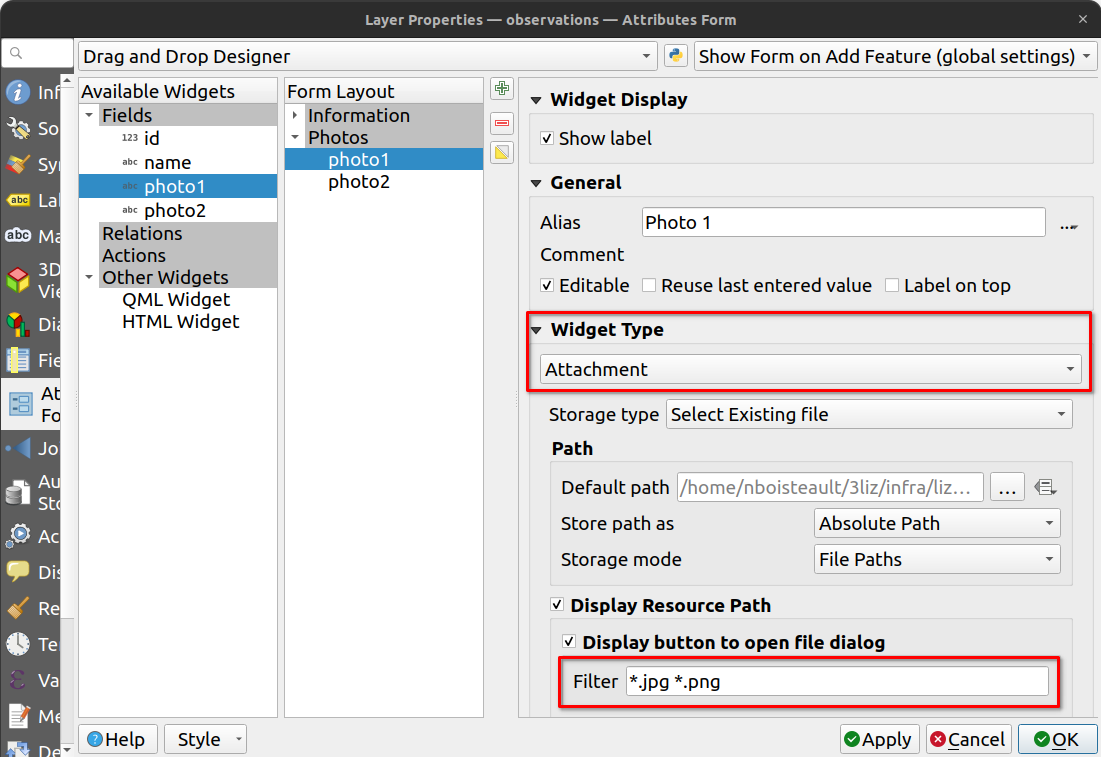 Layer Properties — observations — Attributes Form
Drag and Drop Designer
Show Form on Add Feature (global settings)
Inf
So
Sy
Lal
Ma
3D
Vie
Dia
Fie
At
Fo
Jo
Au
Sto
Ac
Dis
Re
Te
Va
Me
De
Available Widgets
Fields
123 id
abc name
abc photo1
abc photo2
Relations
Actions
Other Widgets
QML Widget
HTML Widget
Form Layout
Information
Photos
photo1
photo2
Widget Display
Show label
General
Alias Photo 1 ...
Comment
Editable Reuse last entered value Label on top
Widget Type
Attachment
Storage type Select Existing file
Path
Default path /home/nboisteault/3liz/infra/liz... ...
Store path as Absolute Path
Storage mode File Paths
Display Resource Path
Display button to open file dialog
Filter *.jpg *.png
Help Style Apply Cancel OK